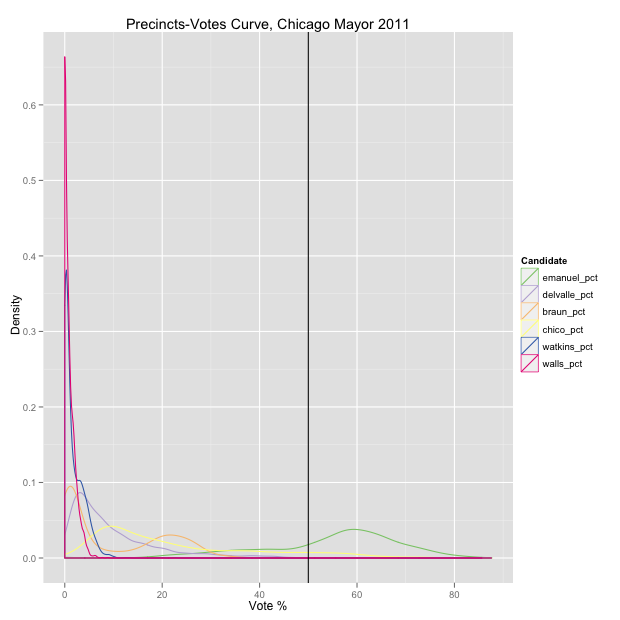 Precincts-Votes Curve, Chicago Mayor 2011
0.6
0.5
0.4
0.3
0.2
0.1
0.0
Density
0 20 40 60 80
Vote %
Candidate
emanuel_pct
delvalle_pct
braun_pct
chico_pct
watkins_pct
walls_pct